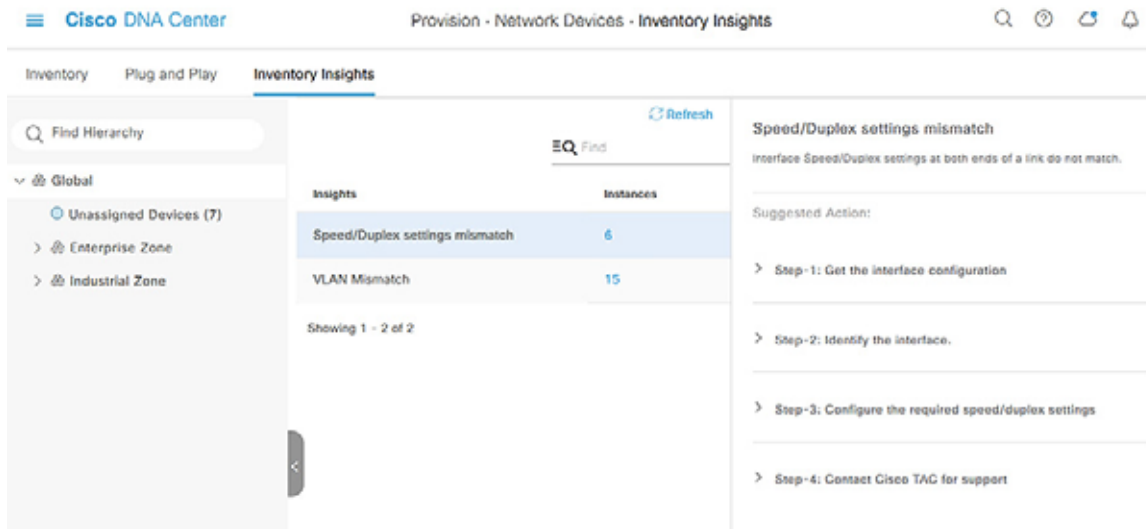 Cisco DNA Center
Provision - Network Devices - Inventory Insights
Inventory Plug and Play Inventory Insights
Find Hierarchy
Global
Unassigned Devices (7)
Enterprise Zone
Industrial Zone
Refresh
Find
Insights Instances
Speed/Duplex settings mismatch 6
VLAN Mismatch 15
Showing 1 - 2 of 2
Speed/Duplex settings mismatch
Interface Speed/Duplex settings at both ends of a link do not match.
Suggested Action:
Step-1: Get the interface configuration
Step-2: Identify the interface.
Step-3: Configure the required speed/duplex settings
Step-4: Contact Cisco TAC for support